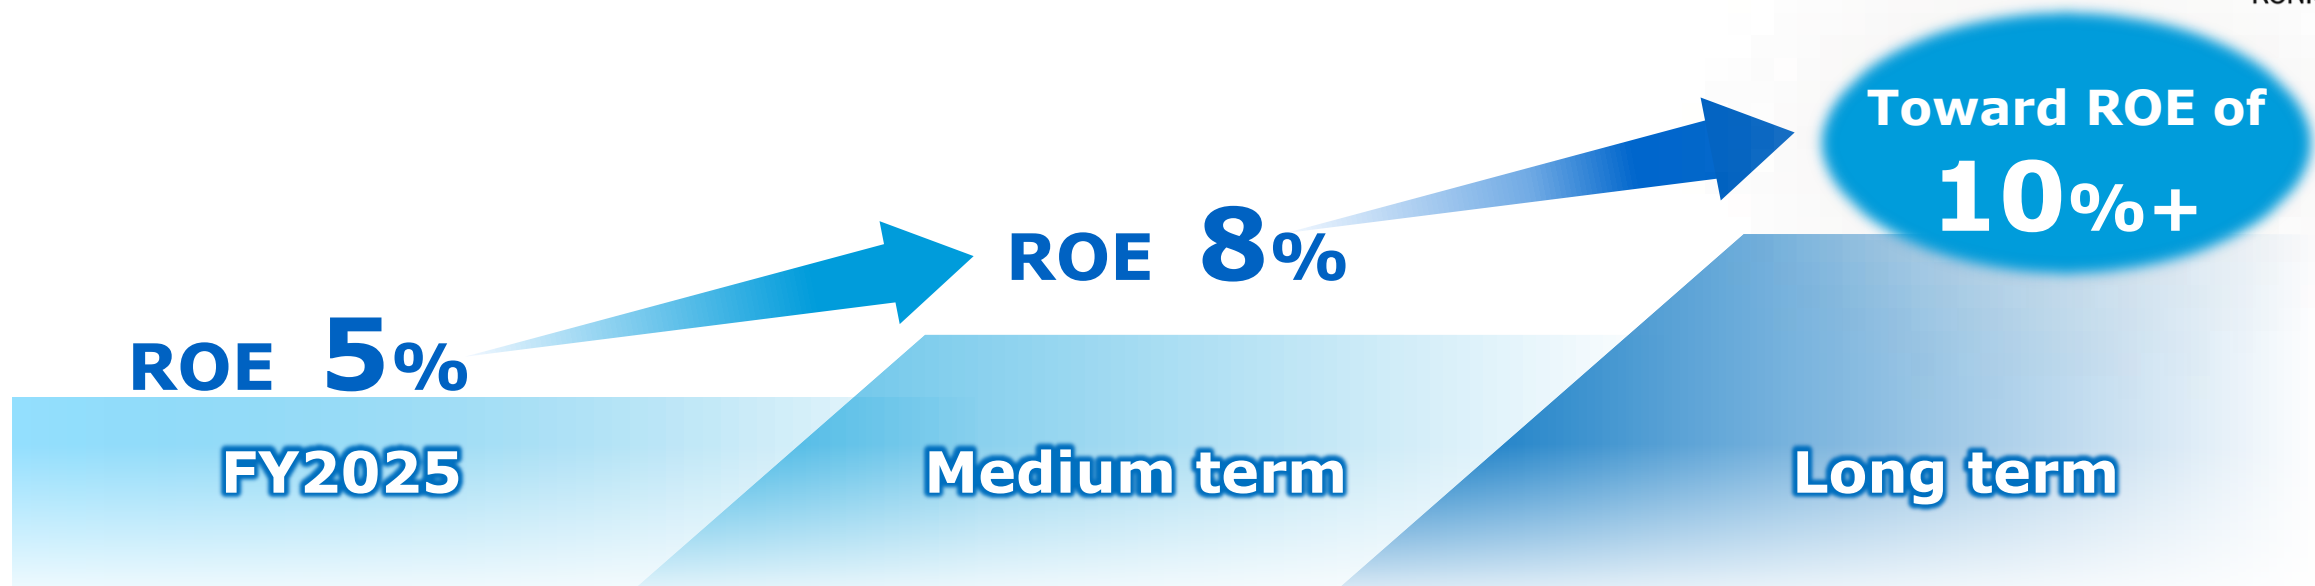 Toward ROE of
10%+
ROE 8%
ROE 5%
FY2025
Medium term
Long term